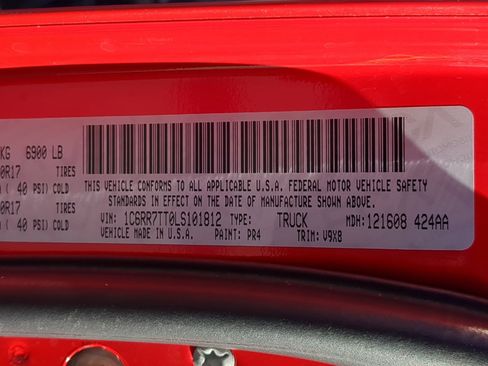 KG 6900 LB
0R17 TIRES
( 40 PSI) COLD
0R17 TIRES
( 40 PSI) COLD
THIS VEHICLE CONFORMS TO ALL APPLICABLE U.S.A. FEDERAL MOTOR VEHICLE SAFETY
STANDARDS IN EFFECT ON THE DATE OF MANUFACTURE SHOWN ABOVE.
VIN: 1C6RR7TT0LS101812 TYPE: TRUCK MDH: 121608 424AA
VEHICLE MADE IN U.S.A. PAINT: PR4 TRIM: V9X8